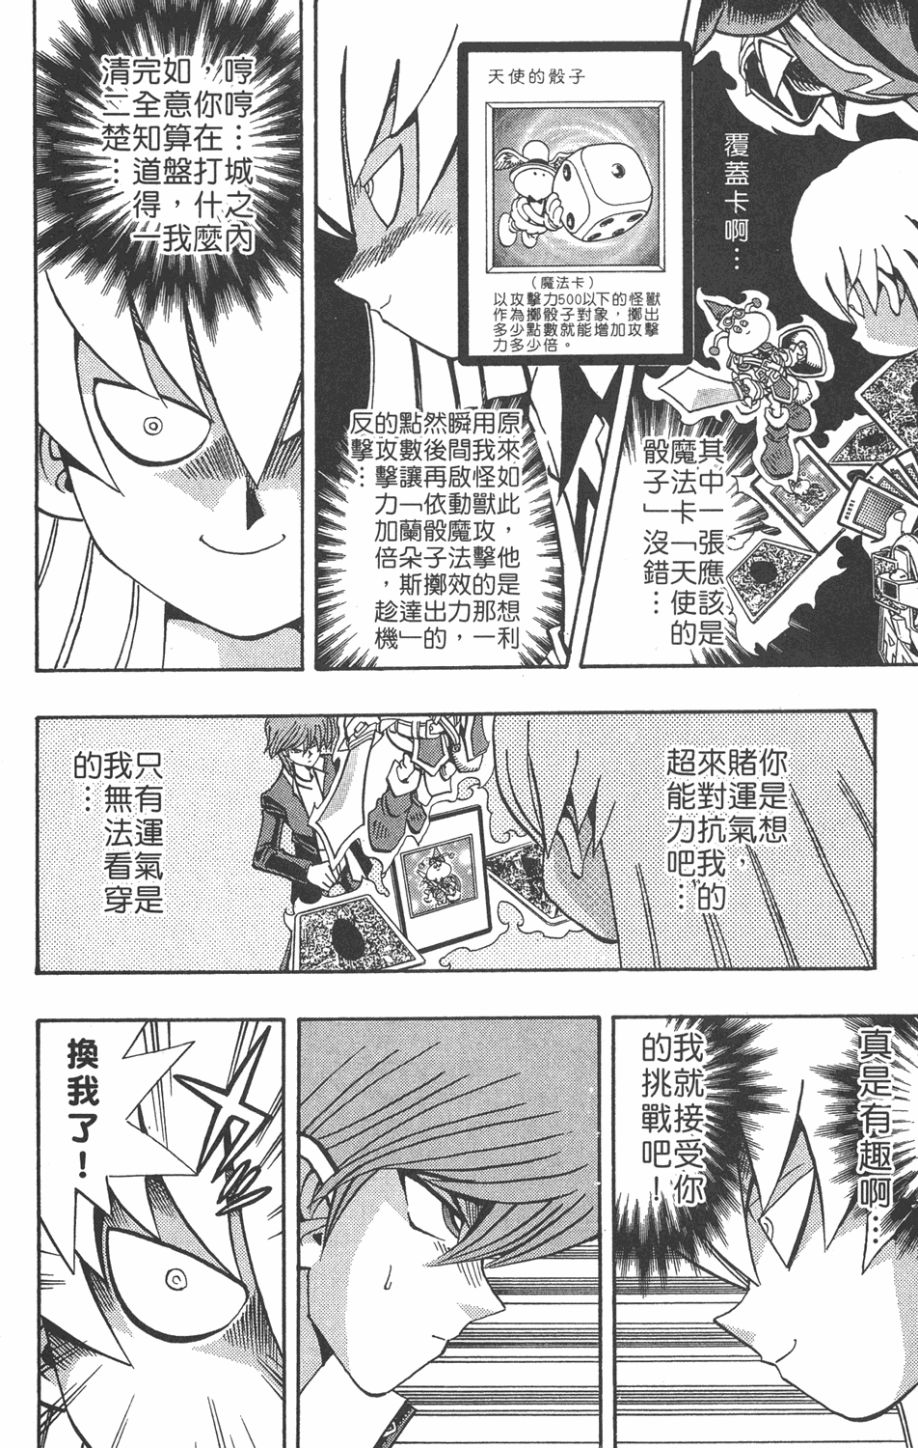 覆蓋卡啊…
天使的骰子
（魔法卡）
以攻擊力500以下的怪獸
作為擲骰子對象，擲出
多少點數就能增加攻擊
力多少倍。
其中一張應該是
魔法卡「天使的
骰子」沒錯…
原來如此，他是想利
用我怪獸攻擊的那一
瞬間啟動魔法效力，
然後再依骰子擲出的
點數讓「蘭朵斯達」
的攻擊力加倍，趁機
反擊…
哼哼…城之內
，你在打什麼
如意算盤，我
完全知道得一
清二楚…
你是想
賭運氣，
來對抗我的
超能力吧…
只有運氣是
我無法看穿
的…
真是有趣啊…
我就接受你
的挑戰吧！
換我了！